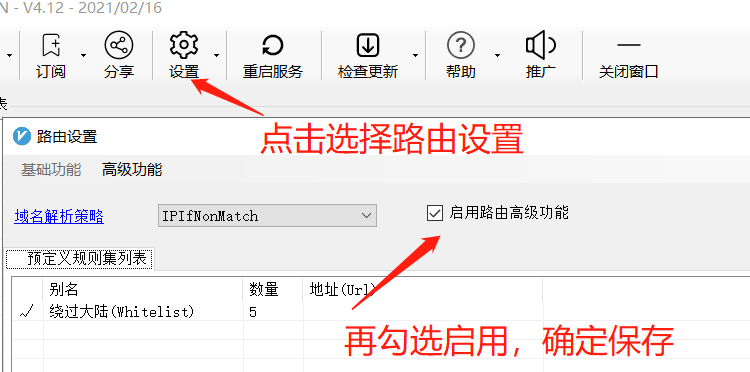 N - V4.12 - 2021/02/16
订阅 分享 设置 重启服务 检查更新 帮助 推广 关闭窗口
表
点击选择路由设置
路由设置
基础功能 高级功能
域名解析策略 IPIfNonMatch 启用路由高级功能
预定义规则集列表
别名 数量 地址(Url)
绕过大陆(Whitelist) 5
再勾选启用，确定保存